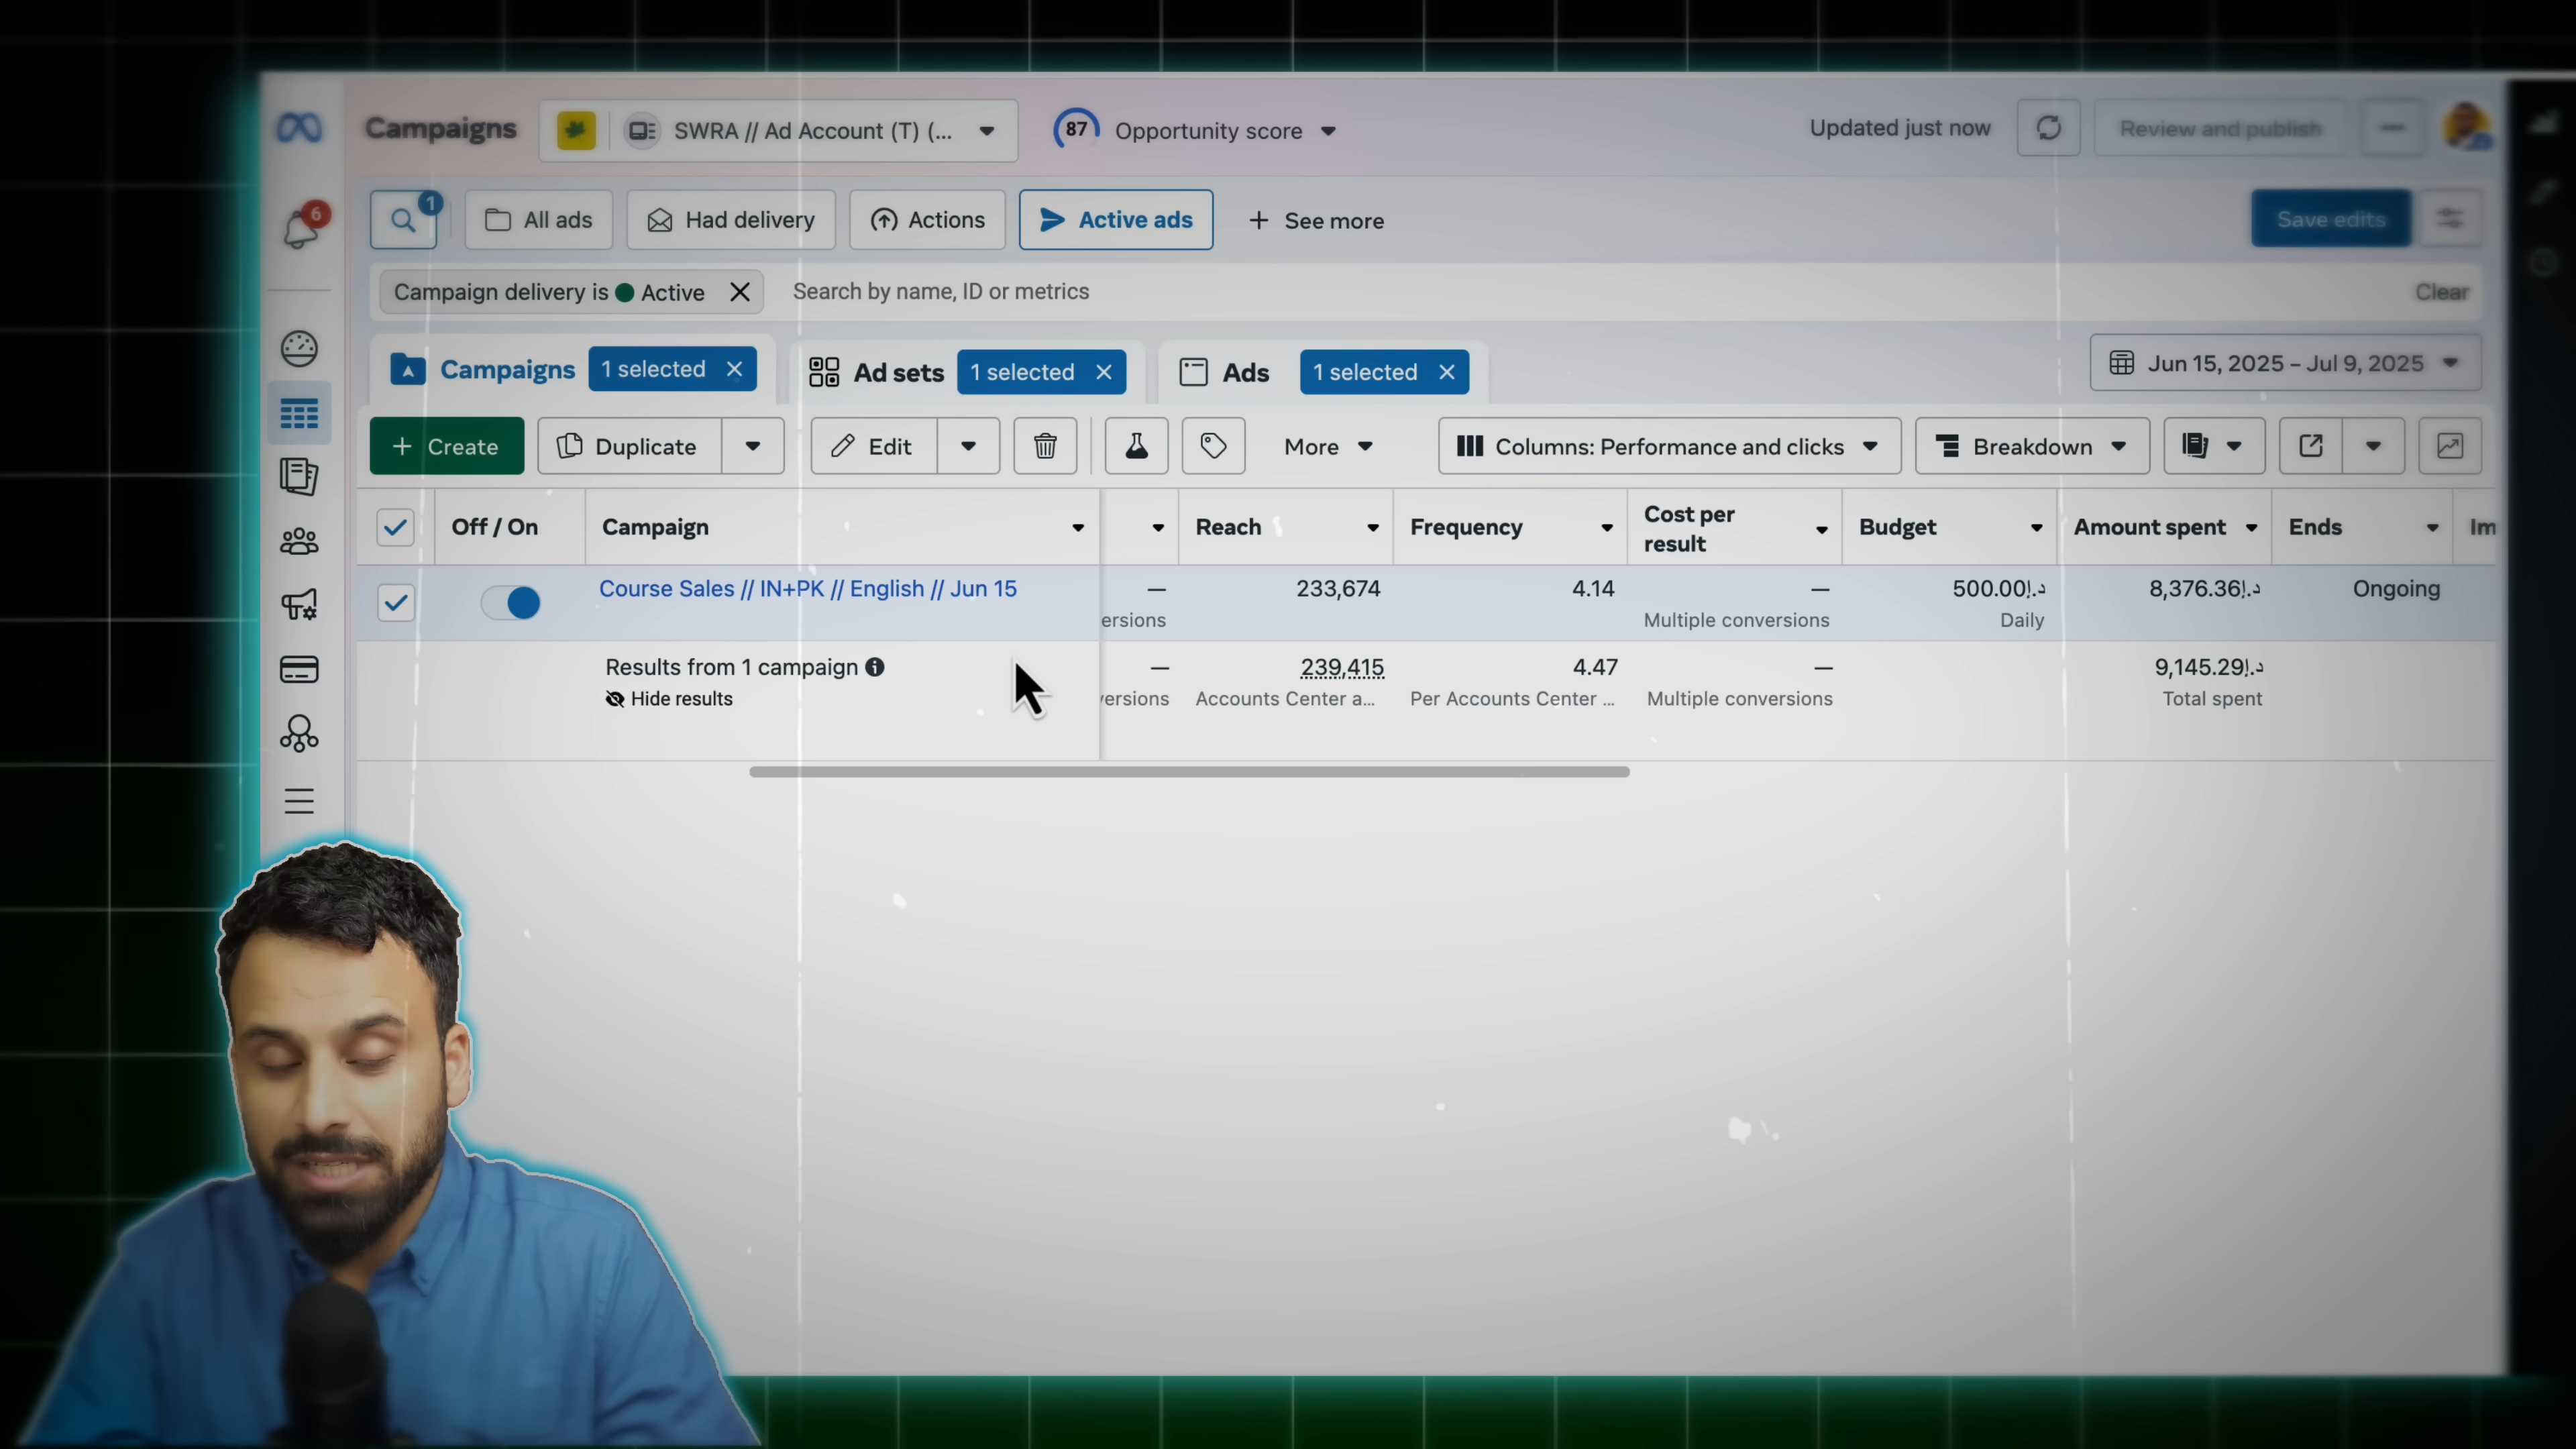 Campaigns SWRA // Ad Account (T) (... 87 Opportunity score Updated just now Review and publish
6
1 All ads Had delivery Actions Active ads + See more Save edits
Campaign delivery is Active Search by name, ID or metrics Clear
Campaigns 1 selected Ad sets 1 selected Ads 1 selected Jun 15, 2025 – Jul 9, 2025
+ Create Duplicate Edit More Columns: Performance and clicks Breakdown
Off / On Campaign Reach Frequency Cost per result Budget Amount spent Ends Im
Course Sales // IN+PK // English // Jun 15 — 233,674 4.14 — 500.00د.إ 8,376.36د.إ Ongoing
ersions Multiple conversions Daily
Results from 1 campaign — 239,415 4.47 — 9,145.29د.إ
Hide results ersions Accounts Center a... Per Accounts Center ... Multiple conversions Total spent